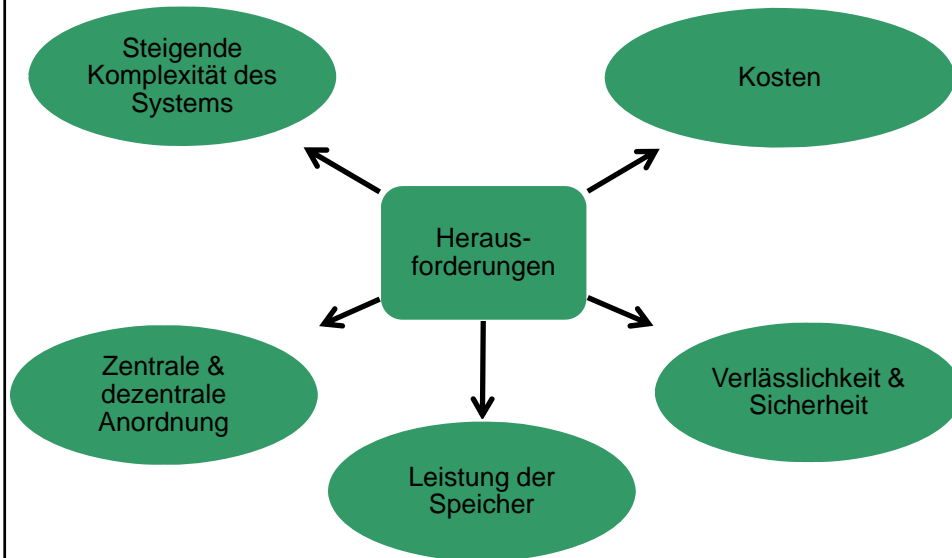 Steigende
Komplexität des
Systems
Kosten
Heraus-
forderungen
Zentrale &
dezentrale
Anordnung
Verlässlichkeit &
Sicherheit
Leistung der
Speicher